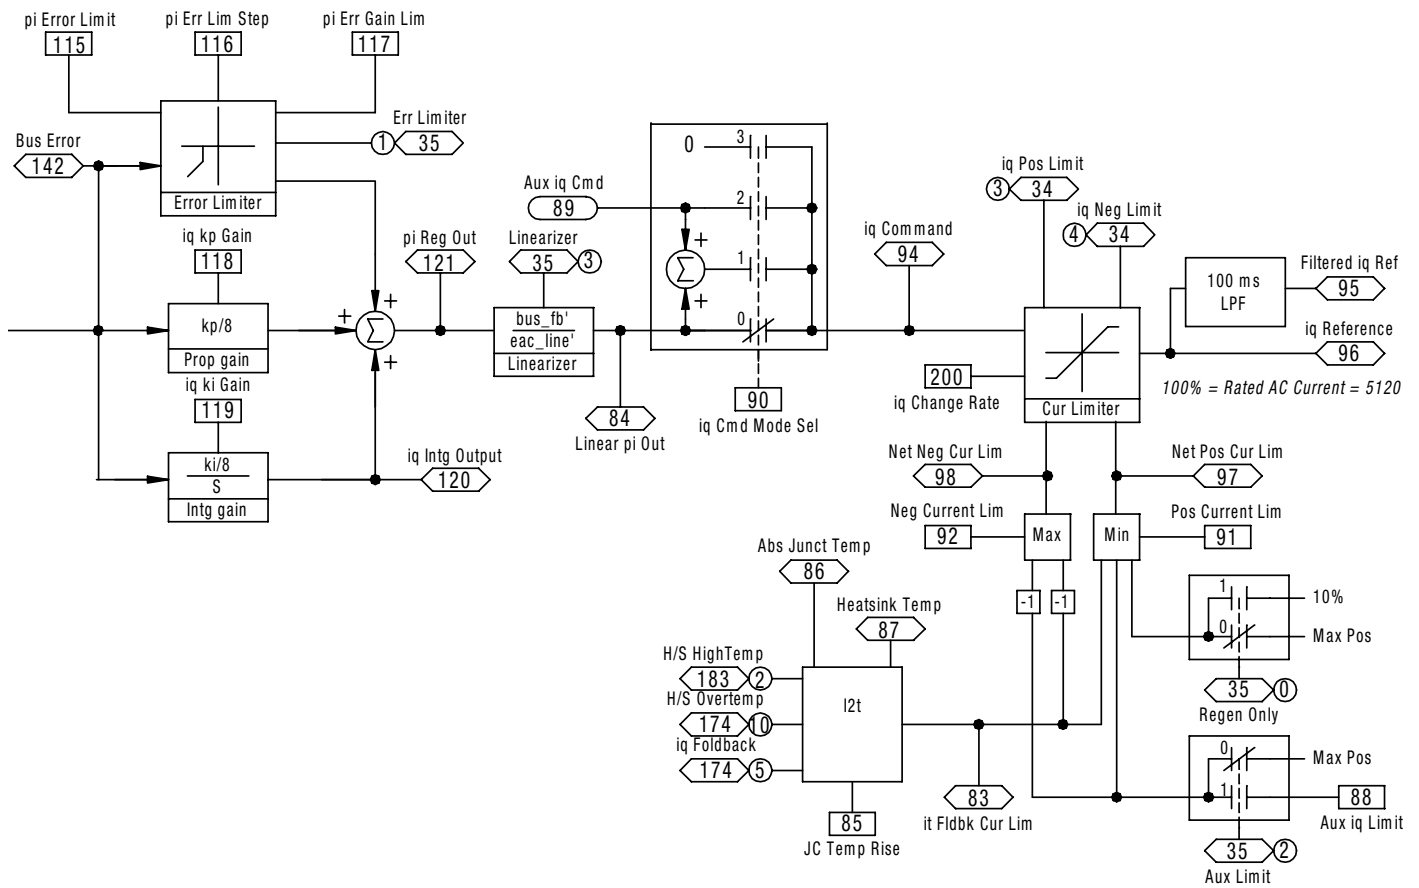 pi Error Limit
115
pi Err Lim Step
116
pi Err Gain Lim
117
Err Limiter
1 35
Bus Error
142
Error Limiter
iq kp Gain
118
kp/8
Prop gain
iq ki Gain
119
ki/8
S
Intg gain
+
+
Σ
+
pi Reg Out
121
iq Intg Output
120
Aux iq Cmd
89
Linearizer
35 3
bus_fb'
eac_line'
Linearizer
84
Linear pi Out
0
3
2
+
Σ
1
+
0
90
iq Cmd Mode Sel
iq Command
94
iq Pos Limit
3 34
iq Neg Limit
4 34
200
iq Change Rate
Cur Limiter
100 ms
LPF
Filtered iq Ref
95
iq Reference
96
100% = Rated AC Current = 5120
Net Neg Cur Lim
98
Net Pos Cur Lim
97
Neg Current Lim
92
Max
Min
Pos Current Lim
91
-1
-1
Abs Junct Temp
86
Heatsink Temp
87
H/S HighTemp
183 2
H/S Overtemp
174 10
iq Foldback
174 5
I2t
85
JC Temp Rise
83
it Fldbk Cur Lim
1
10%
0
Max Pos
35 0
Regen Only
0
Max Pos
1
88
Aux iq Limit
35 2
Aux Limit